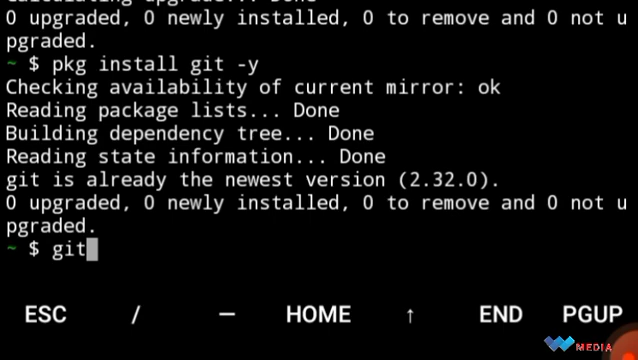 Calculating upgrade... Done
0 upgraded, 0 newly installed, 0 to remove and 0 not u
pgraded.
~ $ pkg install git -y
Checking availability of current mirror: ok
Reading package lists... Done
Building dependency tree... Done
Reading state information... Done
git is already the newest version (2.32.0).
0 upgraded, 0 newly installed, 0 to remove and 0 not u
pgraded.
~ $ git
ESC / — HOME ↑ END PGUP
MEDIA